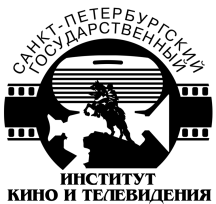 САНКТ-ПЕТЕРБУРГСКИЙ
ГОСУДАРСТВЕННЫЙ
ИНСТИТУТ
КИНО И ТЕЛЕВИДЕНИЯ